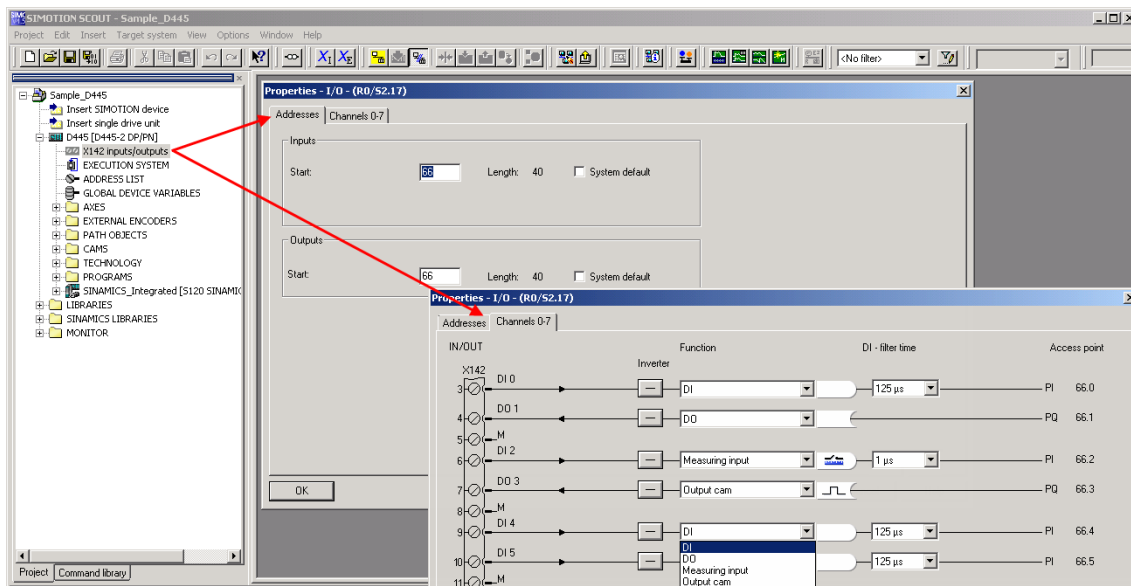 SIMOTION SCOUT - Sample_D445
Project Edit Insert Target system View Options Window Help
<No filter>
Sample_D445
Insert SIMOTION device
Insert single drive unit
D445 [D445-2 DP/PN]
X142 inputs/outputs
EXECUTION SYSTEM
ADDRESS LIST
GLOBAL DEVICE VARIABLES
AXES
EXTERNAL ENCODERS
PATH OBJECTS
CAMS
TECHNOLOGY
PROGRAMS
SINAMICS_Integrated [S120 SINAMIC
LIBRARIES
SINAMICS LIBRARIES
MONITOR
Project Command library
Properties - I/O - (R0/S2.17)
Addresses Channels 0-7
Inputs
Start: 66 Length: 40 System default
Outputs
Start: 66 Length: 40 System default
OK
Properties - I/O - (R0/S2.17)
Addresses Channels 0-7
IN/OUT Function DI - filter time Access point
Inverter
X142
3 DI 0 DI 125 µs PI 66.0
4 DO 1 DO PQ 66.1
5 M
6 DI 2 Measuring input 1 µs PI 66.2
7 DO 3 Output cam PQ 66.3
8 M
9 DI 4 DI 125 µs PI 66.4
DI
DO
10 DI 5 125 µs PI 66.5
Measuring input
11 M Output cam